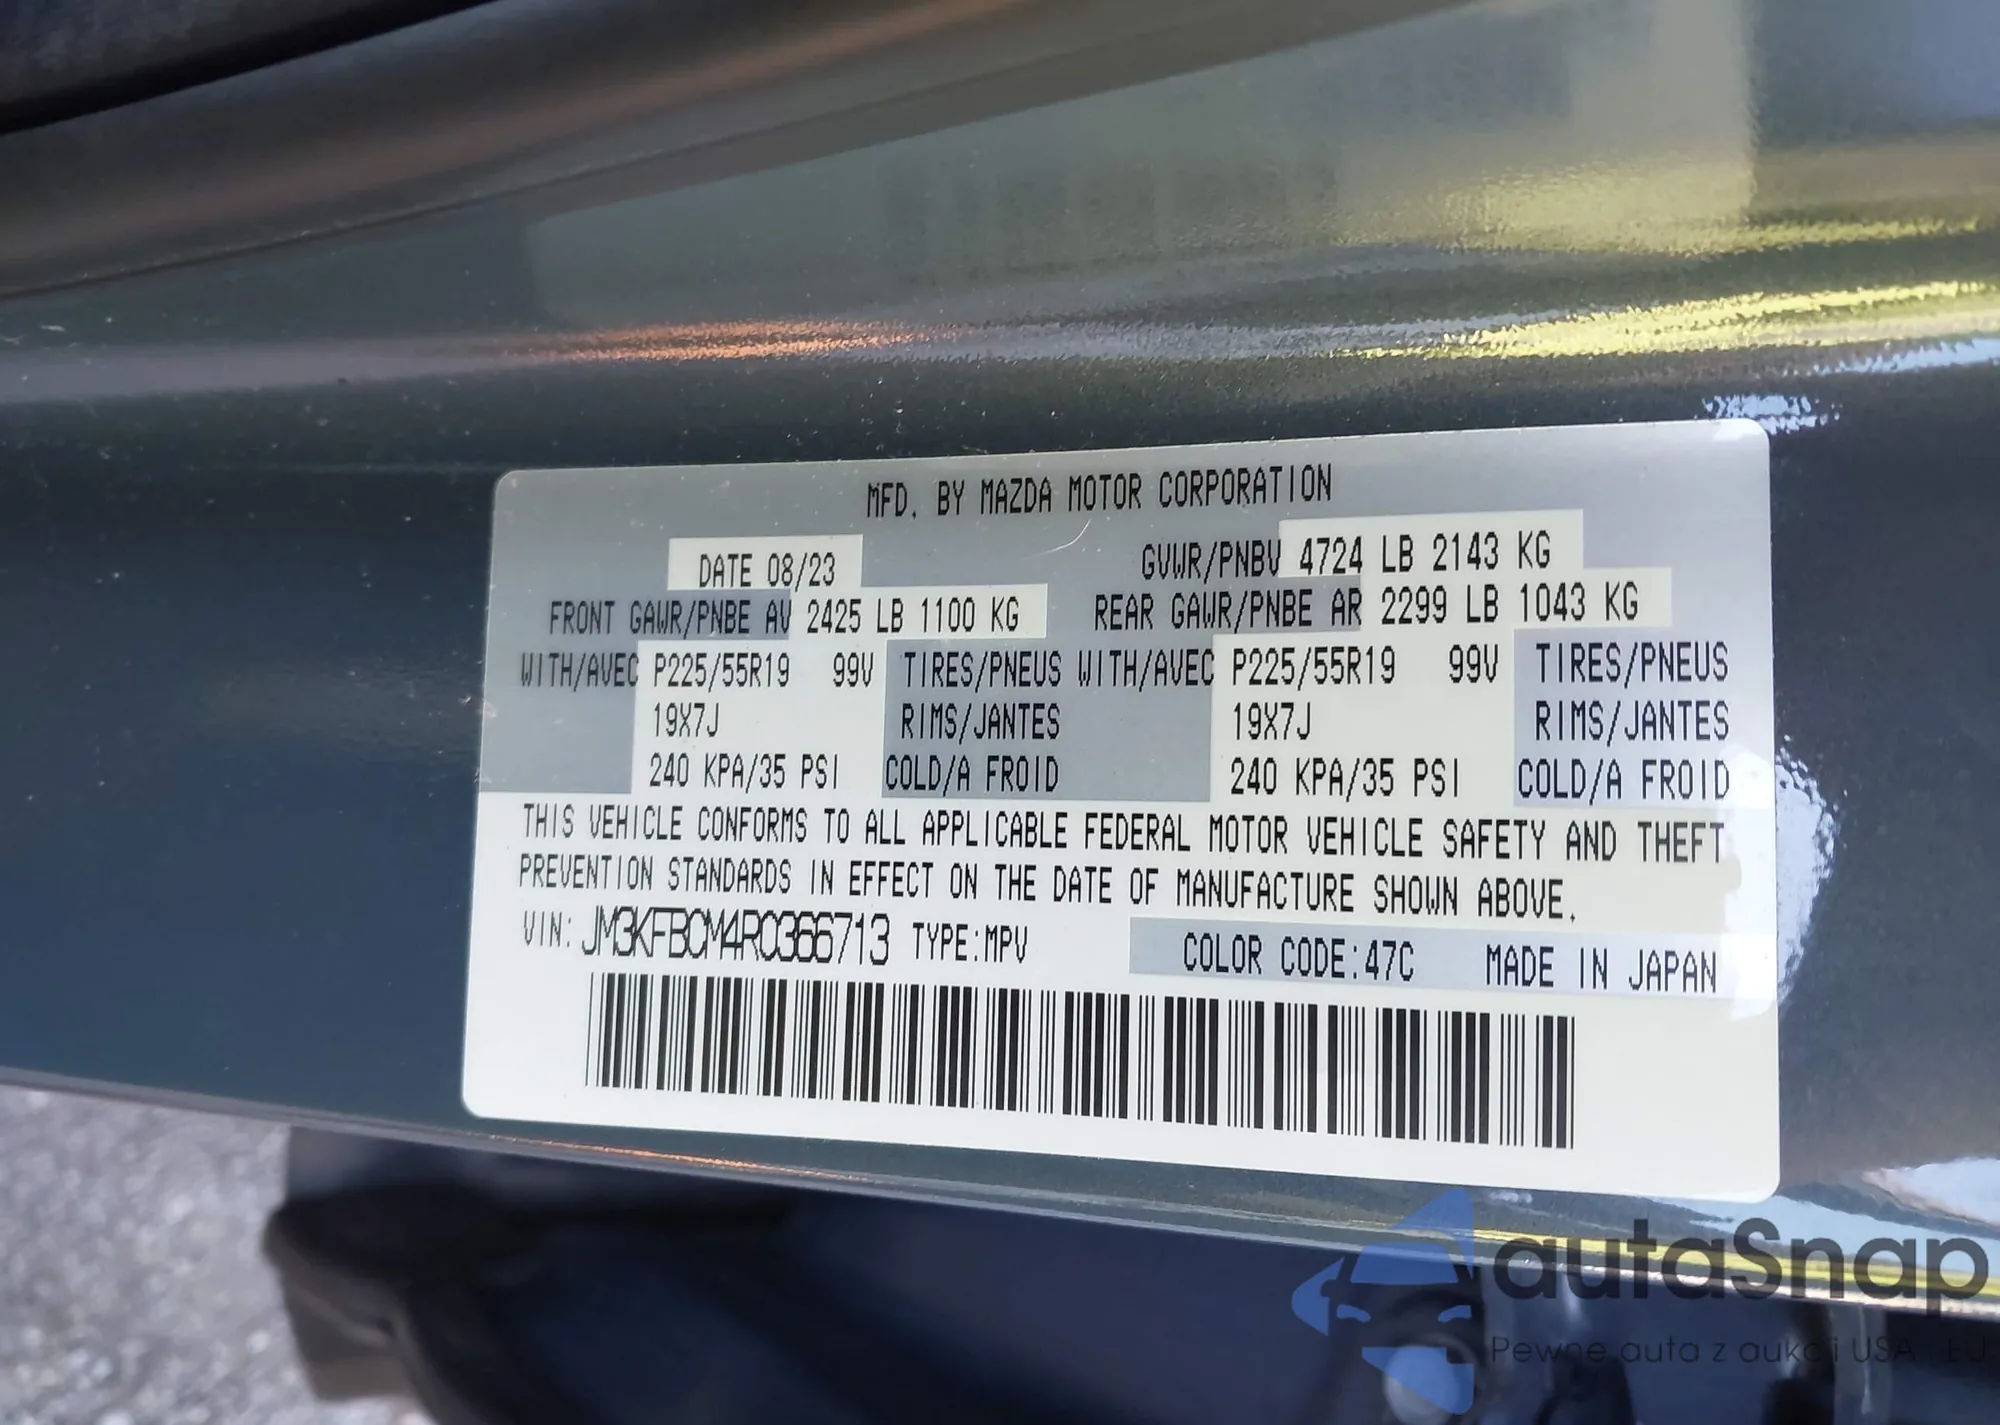 MFD. BY MAZDA MOTOR CORPORATION
DATE 08/23 GVWR/PNBV 4724 LB 2143 KG
FRONT GAWR/PNBE AV 2425 LB 1100 KG REAR GAWR/PNBE AR 2299 LB 1043 KG
WITH/AVEC P225/55R19 99V TIRES/PNEUS WITH/AVEC P225/55R19 99V TIRES/PNEUS
19X7J RIMS/JANTES 19X7J RIMS/JANTES
240 KPA/35 PSI COLD/A FROID 240 KPA/35 PSI COLD/A FROID
THIS VEHICLE CONFORMS TO ALL APPLICABLE FEDERAL MOTOR VEHICLE SAFETY AND THEFT
PREVENTION STANDARDS IN EFFECT ON THE DATE OF MANUFACTURE SHOWN ABOVE.
VIN: JM3KFBCM4R0366713 TYPE:MPV COLOR CODE:47C MADE IN JAPAN
autaSnap
Pewne auta z aukcji USA EU